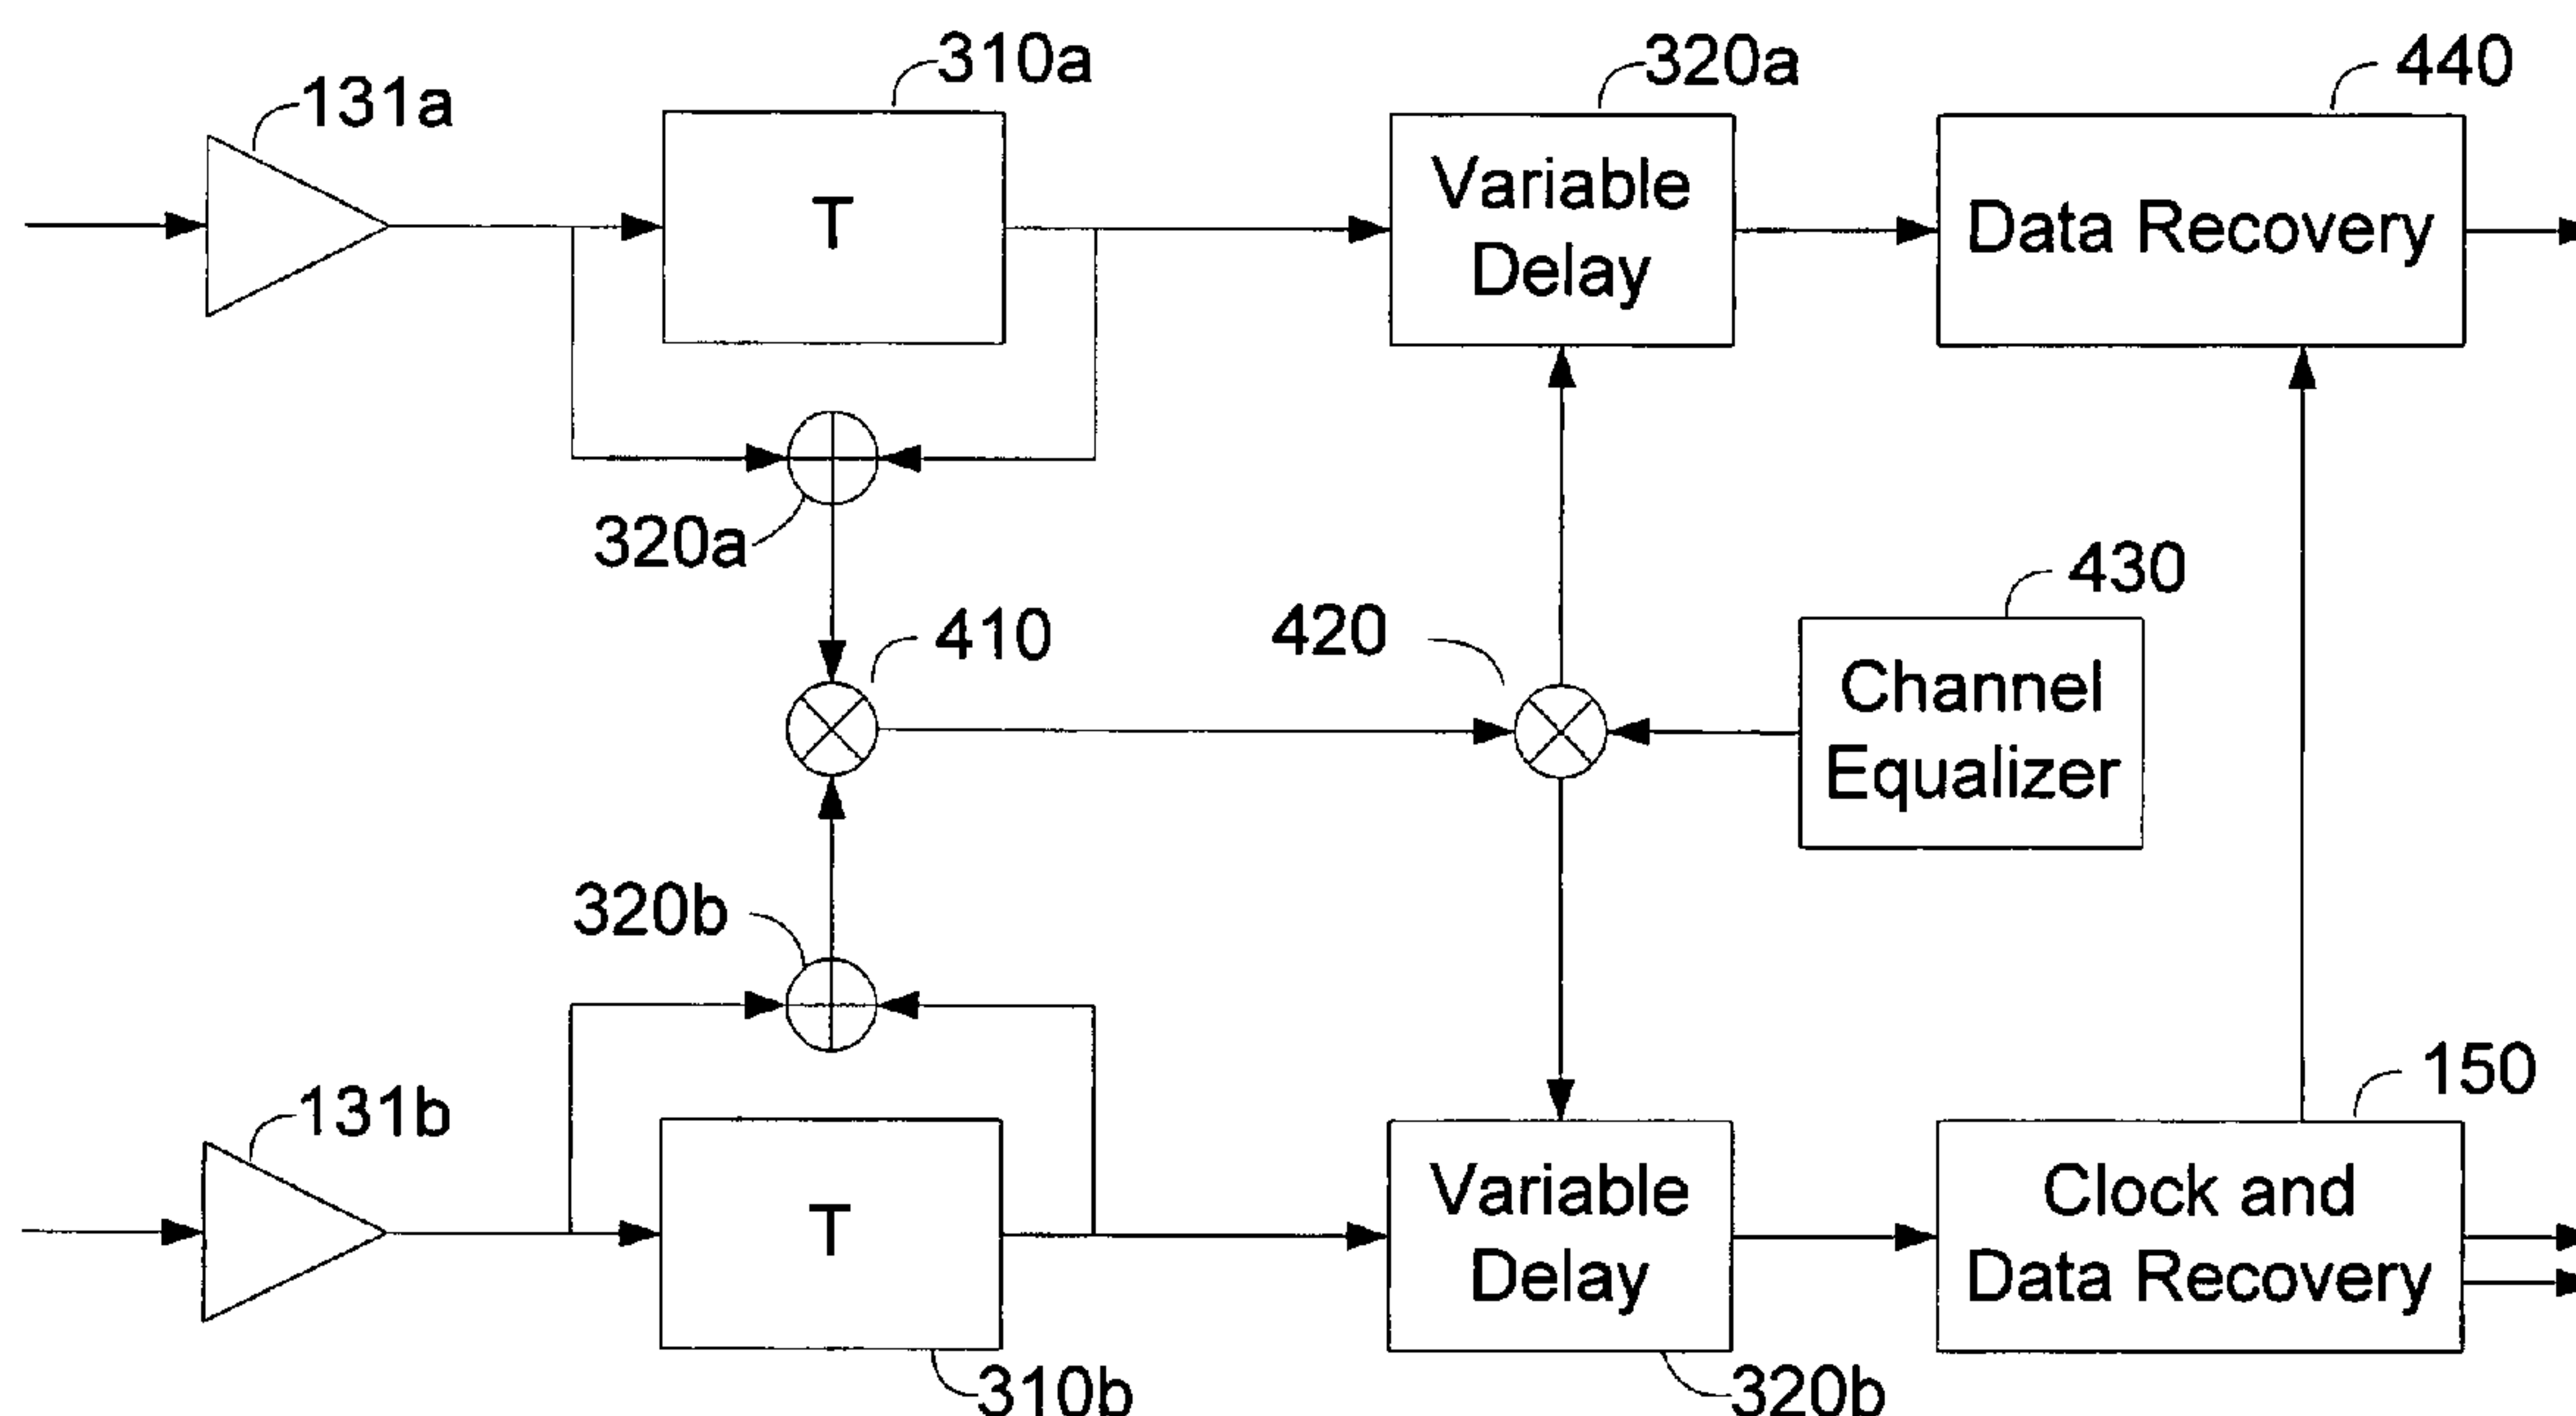 310a
320a
440
131a
T
Variable
Delay
Data Recovery
320a
430
410
420
Channel
Equalizer
320b
150
131b
T
Variable
Delay
Clock and
Data Recovery
310b
320b